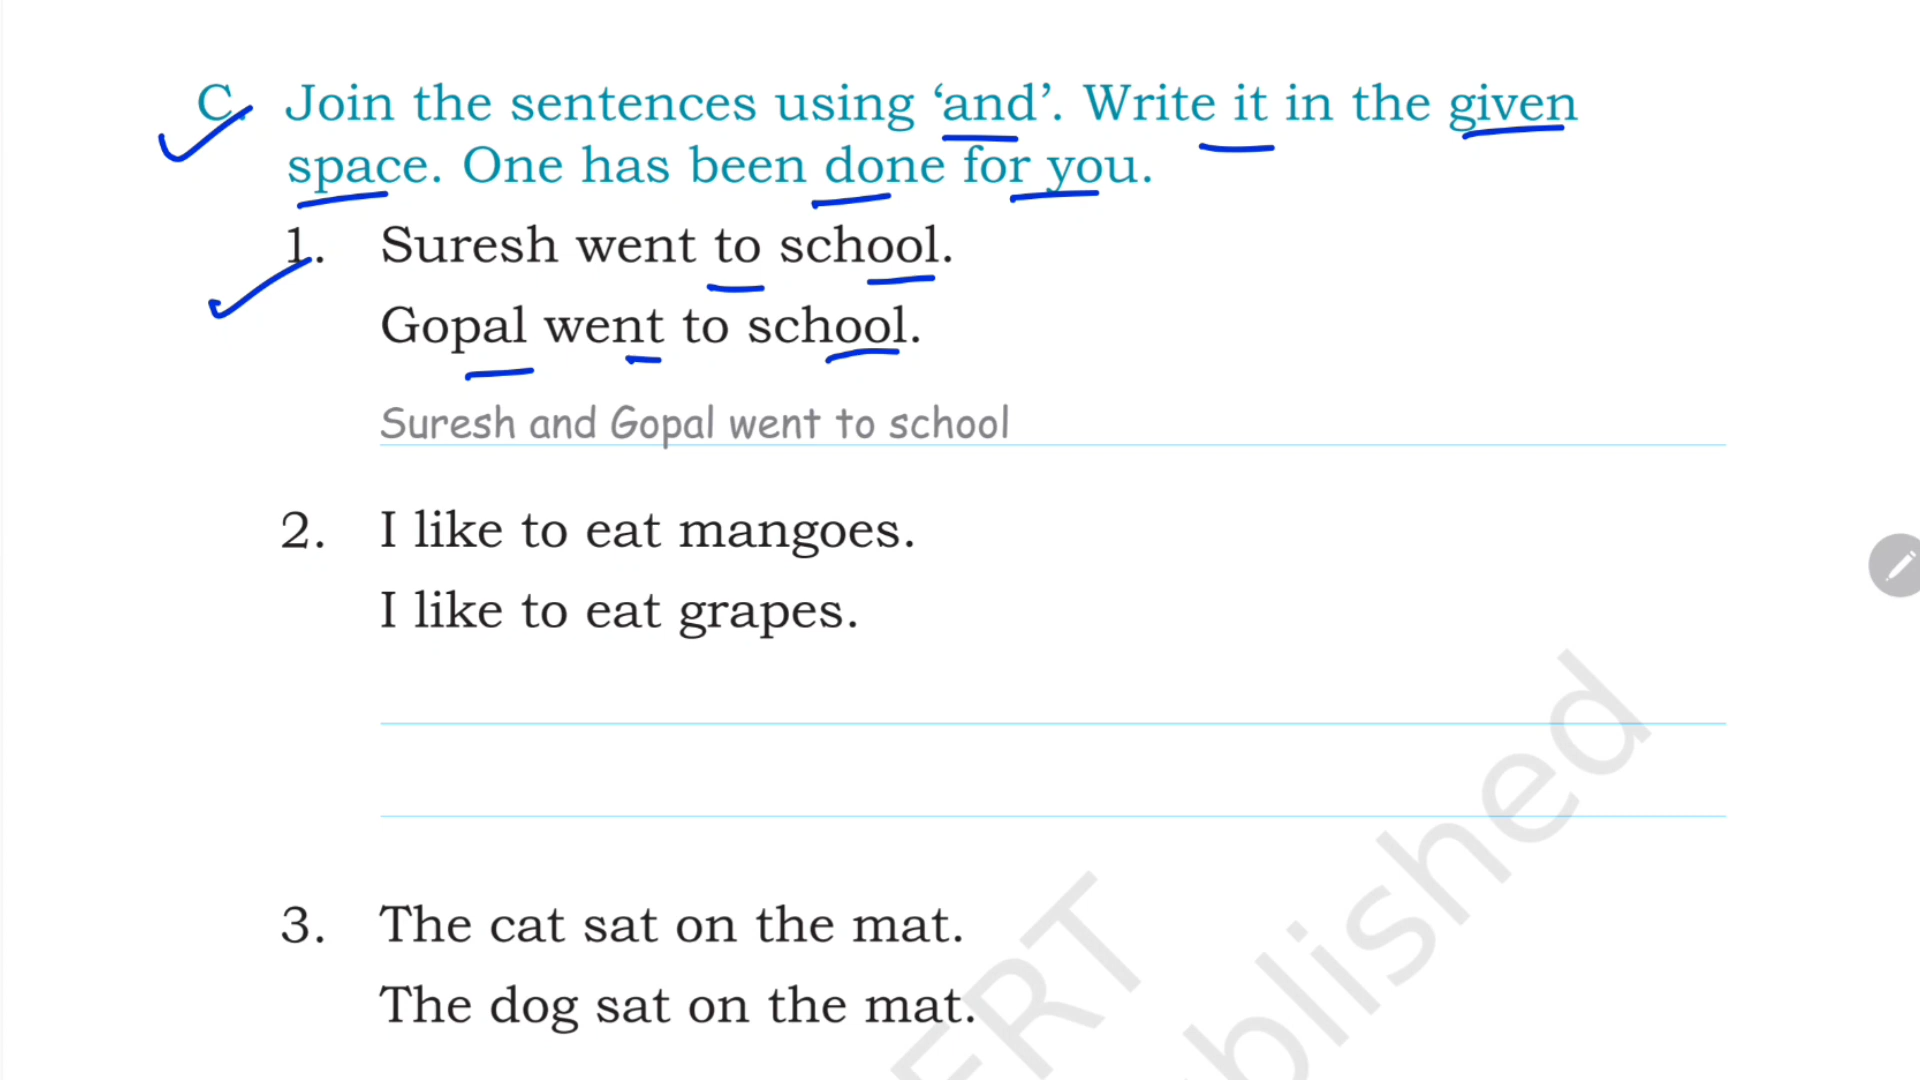 C. Join the sentences using ‘and’. Write it in the given
space. One has been done for you.
1. Suresh went to school.
Gopal went to school.
Suresh and Gopal went to school
2. I like to eat mangoes.
I like to eat grapes.
3. The cat sat on the mat.
The dog sat on the mat.